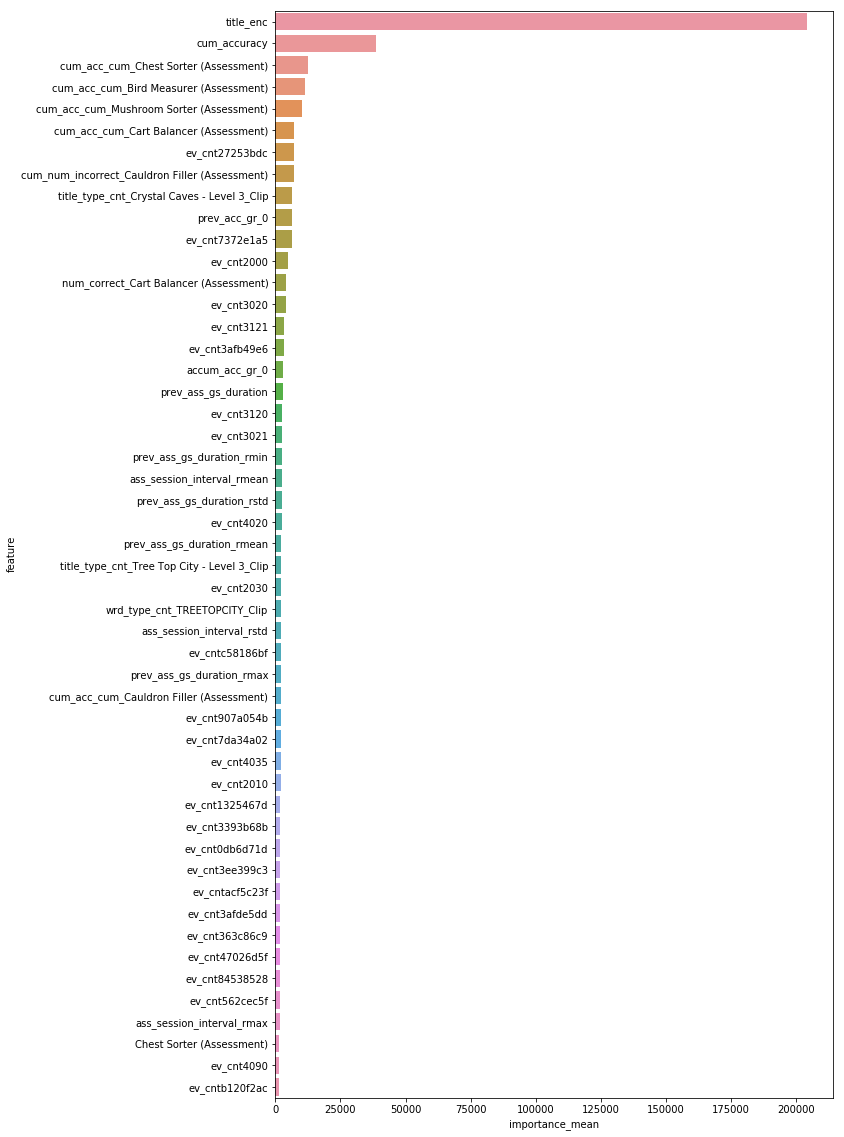 title_enc
cum_accuracy
cum_acc_cum_Chest Sorter (Assessment)
cum_acc_cum_Bird Measurer (Assessment)
cum_acc_cum_Mushroom Sorter (Assessment)
cum_acc_cum_Cart Balancer (Assessment)
ev_cnt27253bdc
cum_num_incorrect_Cauldron Filler (Assessment)
title_type_cnt_Crystal Caves - Level 3_Clip
prev_acc_gr_0
ev_cnt7372e1a5
ev_cnt2000
num_correct_Cart Balancer (Assessment)
ev_cnt3020
ev_cnt3121
ev_cnt3afb49e6
accum_acc_gr_0
prev_ass_gs_duration
ev_cnt3120
ev_cnt3021
prev_ass_gs_duration_rmin
ass_session_interval_rmean
prev_ass_gs_duration_rstd
ev_cnt4020
prev_ass_gs_duration_rmean
title_type_cnt_Tree Top City - Level 3_Clip
ev_cnt2030
wrd_type_cnt_TREETOPCITY_Clip
ass_session_interval_rstd
ev_cntc58186bf
prev_ass_gs_duration_rmax
cum_acc_cum_Cauldron Filler (Assessment)
ev_cnt907a054b
ev_cnt7da34a02
ev_cnt4035
ev_cnt2010
ev_cnt1325467d
ev_cnt3393b68b
ev_cnt0db6d71d
ev_cnt3ee399c3
ev_cntacf5c23f
ev_cnt3afde5dd
ev_cnt363c86c9
ev_cnt47026d5f
ev_cnt84538528
ev_cnt562cec5f
ass_session_interval_rmax
Chest Sorter (Assessment)
ev_cnt4090
ev_cntb120f2ac
feature
0 25000 50000 75000 100000 125000 150000 175000 200000
importance_mean